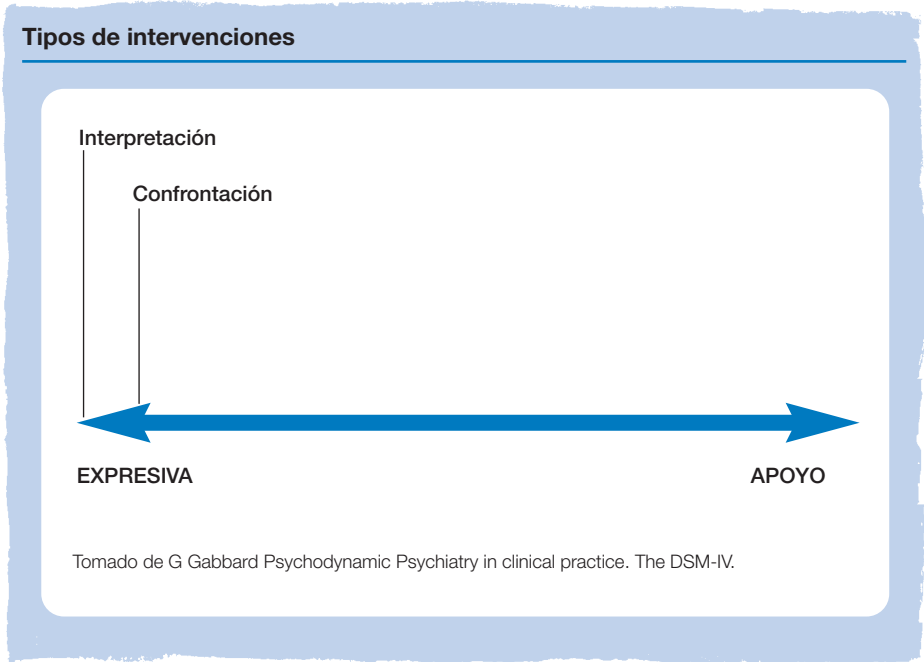 Tipos de intervenciones
Interpretación
Confrontación
EXPRESIVA
APOYO
Tomado de G Gabbard Psychodynamic Psychiatry in clinical practice. The DSM-IV.